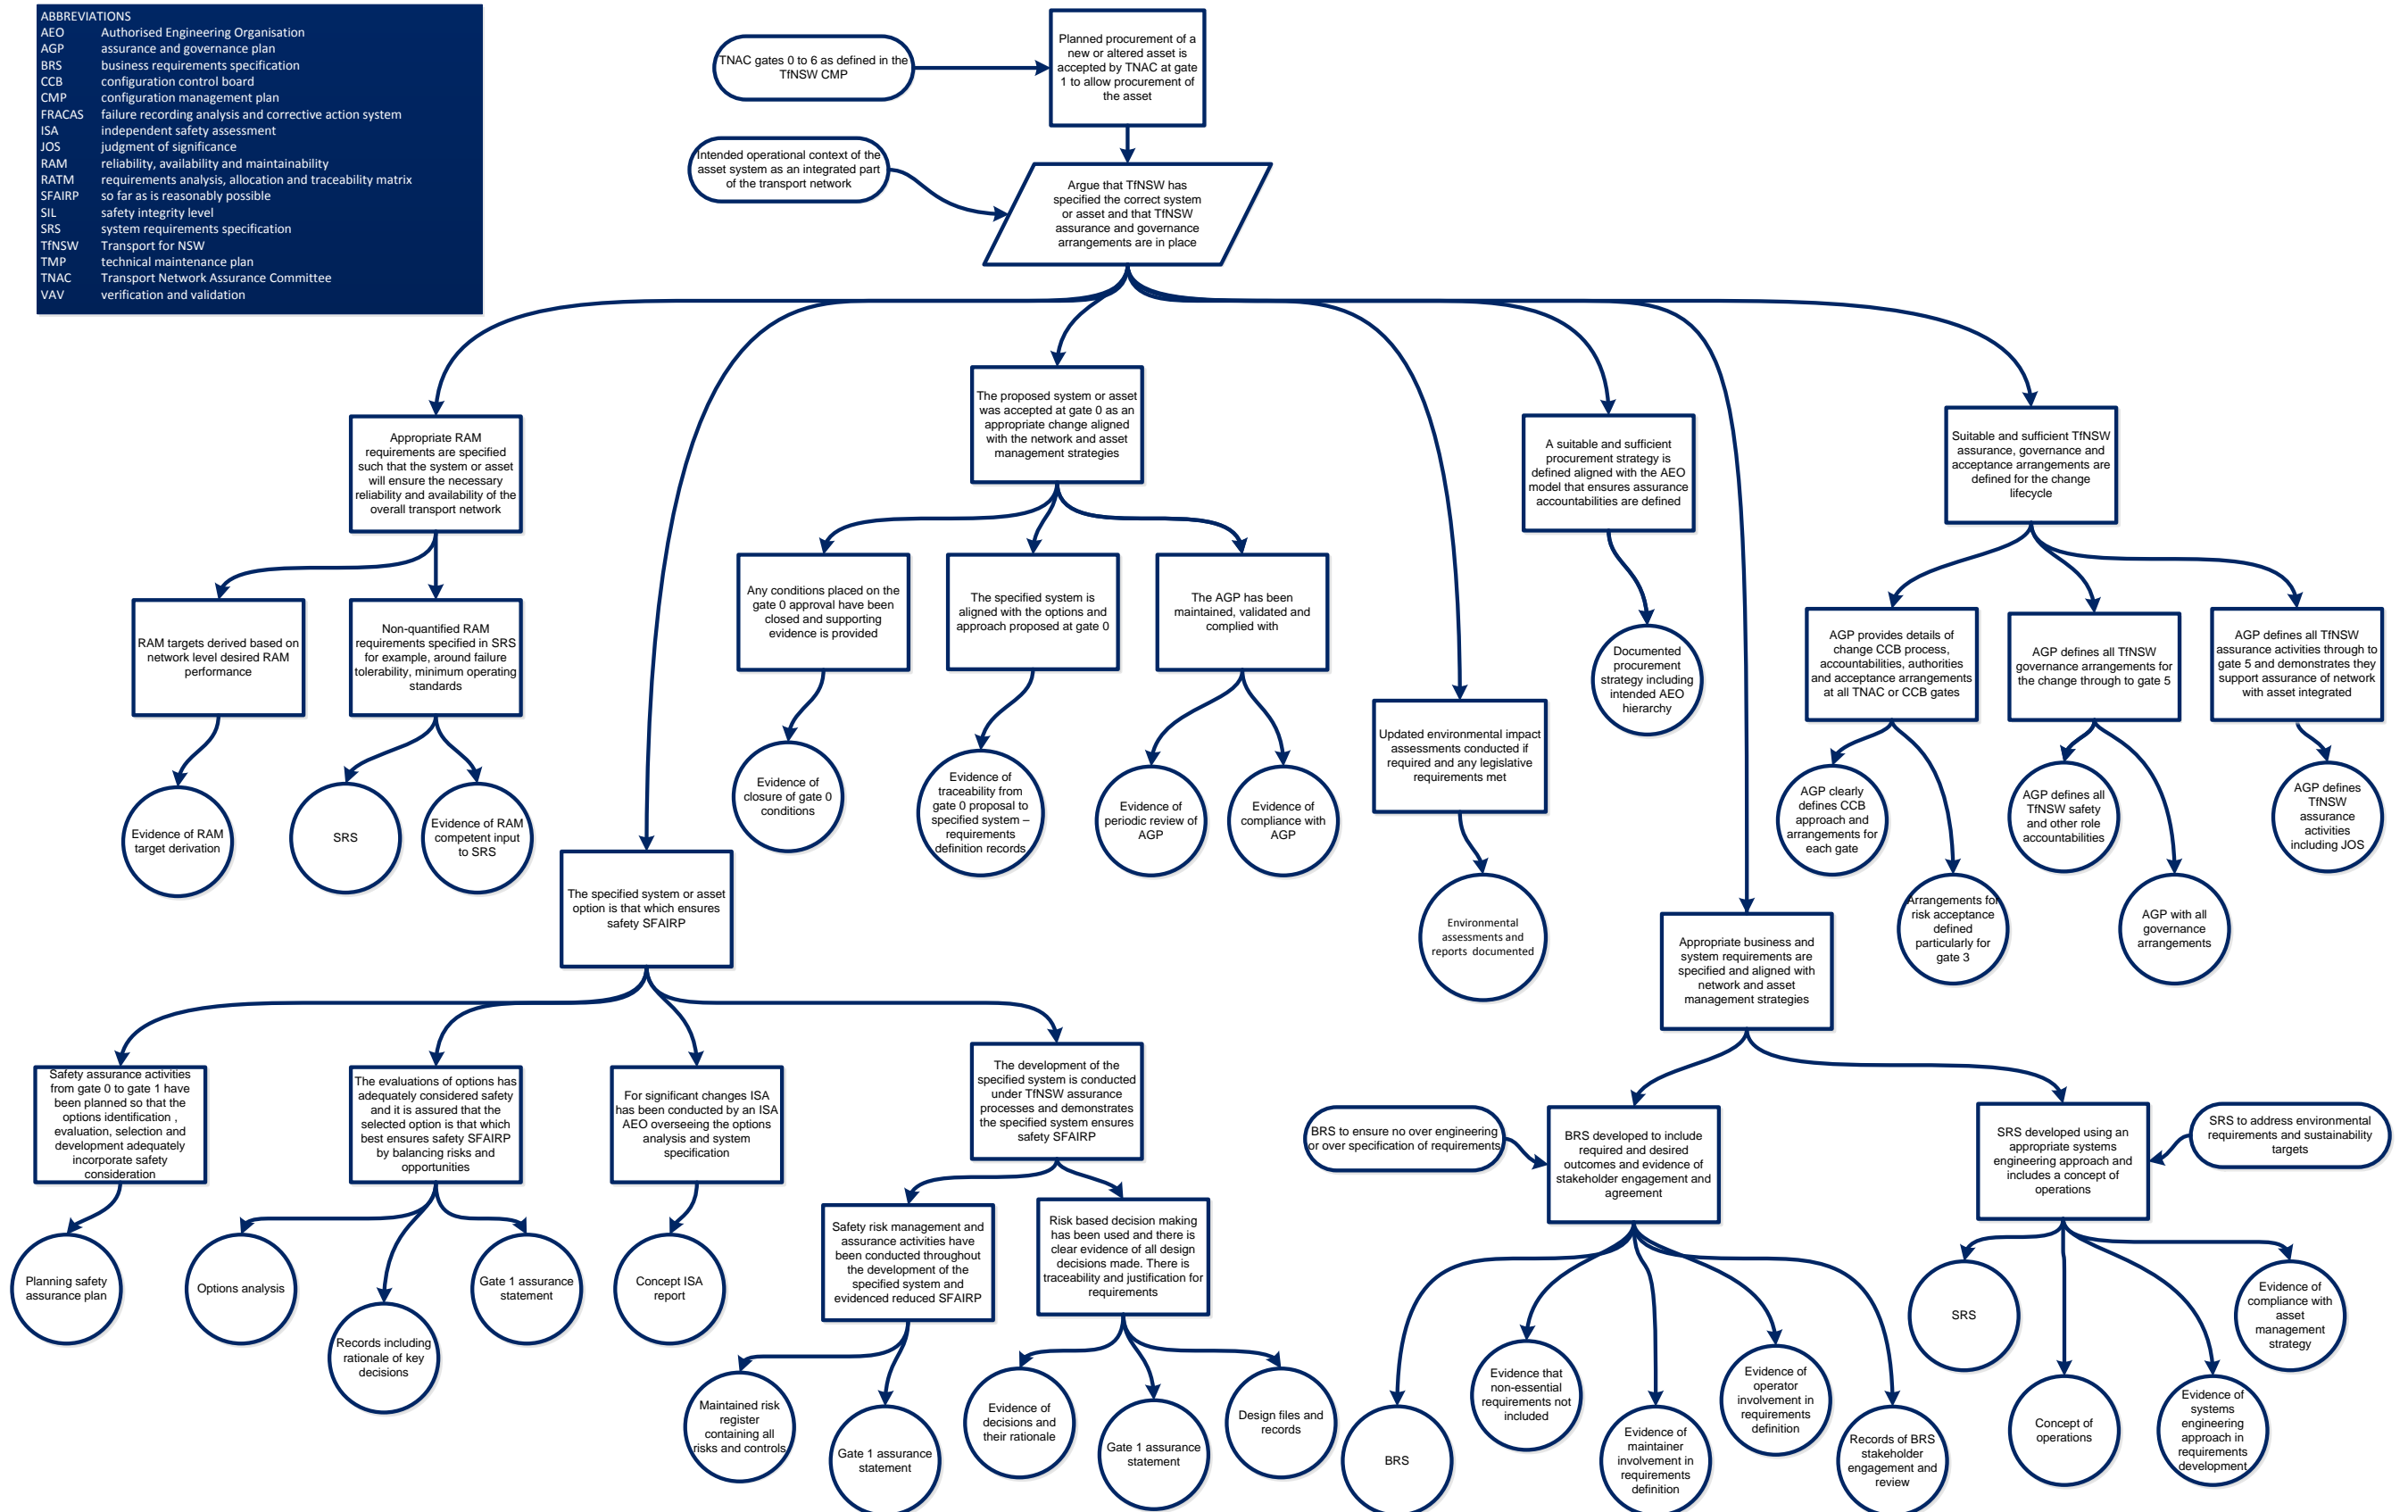 ABBREVIATIONS
AEO Authorised Engineering Organisation
AGP assurance and governance plan
BRS business requirements specification
CCB configuration control board
CMP configuration management plan
FRACAS failure recording analysis and corrective action system
ISA independent safety assessment
JOS judgment of significance
RAM reliability, availability and maintainability
RATM requirements analysis, allocation and traceability matrix
SFAIRP so far as is reasonably possible
SIL safety integrity level
SRS system requirements specification
TfNSW Transport for NSW
TMP technical maintenance plan
TNAC Transport Network Assurance Committee
VAV verification and validation
TNAC gates 0 to 6 as defined in the
TfNSW CMP
Planned procurement of a
new or altered asset is
accepted by TNAC at gate
1 to allow procurement of
the asset
Intended operational context of the
asset system as an integrated part
of the transport network
Argue that TfNSW has
specified the correct system
or asset and that TfNSW
assurance and governance
arrangements are in place
Appropriate RAM
requirements are specified
such that the system or asset
will ensure the necessary
reliability and availability of the
overall transport network
The proposed system or asset
was accepted at gate 0 as an
appropriate change aligned
with the network and asset
management strategies
A suitable and sufficient
procurement strategy is
defined aligned with the AEO
model that ensures assurance
accountabilities are defined
Suitable and sufficient TfNSW
assurance, governance and
acceptance arrangements are
defined for the change
lifecycle
RAM targets derived based on
network level desired RAM
performance
Non-quantified RAM
requirements specified in SRS
for example, around failure
tolerability, minimum operating
standards
Any conditions placed on the
gate 0 approval have been
closed and supporting
evidence is provided
The specified system is
aligned with the options and
approach proposed at gate 0
The AGP has been
maintained, validated and
complied with
Documented
procurement
strategy including
intended AEO
hierarchy
AGP provides details of
change CCB process,
accountabilities, authorities
and acceptance arrangements
at all TNAC or CCB gates
AGP defines all TfNSW
governance arrangements for
the change through to gate 5
AGP defines all TfNSW
assurance activities through to
gate 5 and demonstrates they
support assurance of network
with asset integrated
Updated environmental impact
assessments conducted if
required and any legislative
requirements met
Evidence of RAM
target derivation
SRS
Evidence of RAM
competent input
to SRS
Evidence of
closure of gate 0
conditions
Evidence of
traceability from
gate 0 proposal to
specified system –
requirements
definition records
Evidence of
periodic review of
AGP
Evidence of
compliance with
AGP
AGP clearly
defines CCB
approach and
arrangements for
each gate
AGP defines all
TfNSW safety
and other role
accountabilities
AGP defines
TfNSW
assurance
activities
including JOS
The specified system or asset
option is that which ensures
safety SFAIRP
Environmental
assessments and
reports documented
Arrangements for
risk acceptance
defined
particularly for
gate 3
AGP with all
governance
arrangements
Appropriate business and
system requirements are
specified and aligned with
network and asset
management strategies
Safety assurance activities
from gate 0 to gate 1 have
been planned so that the
options identification ,
evaluation, selection and
development adequately
incorporate safety
consideration
The evaluations of options has
adequately considered safety
and it is assured that the
selected option is that which
best ensures safety SFAIRP
by balancing risks and
opportunities
For significant changes ISA
has been conducted by an ISA
AEO overseeing the options
analysis and system
specification
The development of the
specified system is conducted
under TfNSW assurance
processes and demonstrates
the specified system ensures
safety SFAIRP
BRS to ensure no over engineering
or over specification of requirements
BRS developed to include
required and desired
outcomes and evidence of
stakeholder engagement and
agreement
SRS developed using an
appropriate systems
engineering approach and
includes a concept of
operations
SRS to address environmental
requirements and sustainability
targets
Planning safety
assurance plan
Options analysis
Records including
rationale of key
decisions
Gate 1 assurance
statement
Concept ISA
report
Safety risk management and
assurance activities have
been conducted throughout
the development of the
specified system and
evidenced reduced SFAIRP
Risk based decision making
has been used and there is
clear evidence of all design
decisions made. There is
traceability and justification for
requirements
Maintained risk
register
containing all
risks and controls
Gate 1 assurance
statement
Evidence of
decisions and
their rationale
Gate 1 assurance
statement
Design files and
records
BRS
Evidence that
non-essential
requirements not
included
Evidence of
maintainer
involvement in
requirements
definition
Evidence of
operator
involvement in
requirements
definition
Records of BRS
stakeholder
engagement and
review
SRS
Concept of
operations
Evidence of
systems
engineering
approach in
requirements
development
Evidence of
compliance with
asset
management
strategy